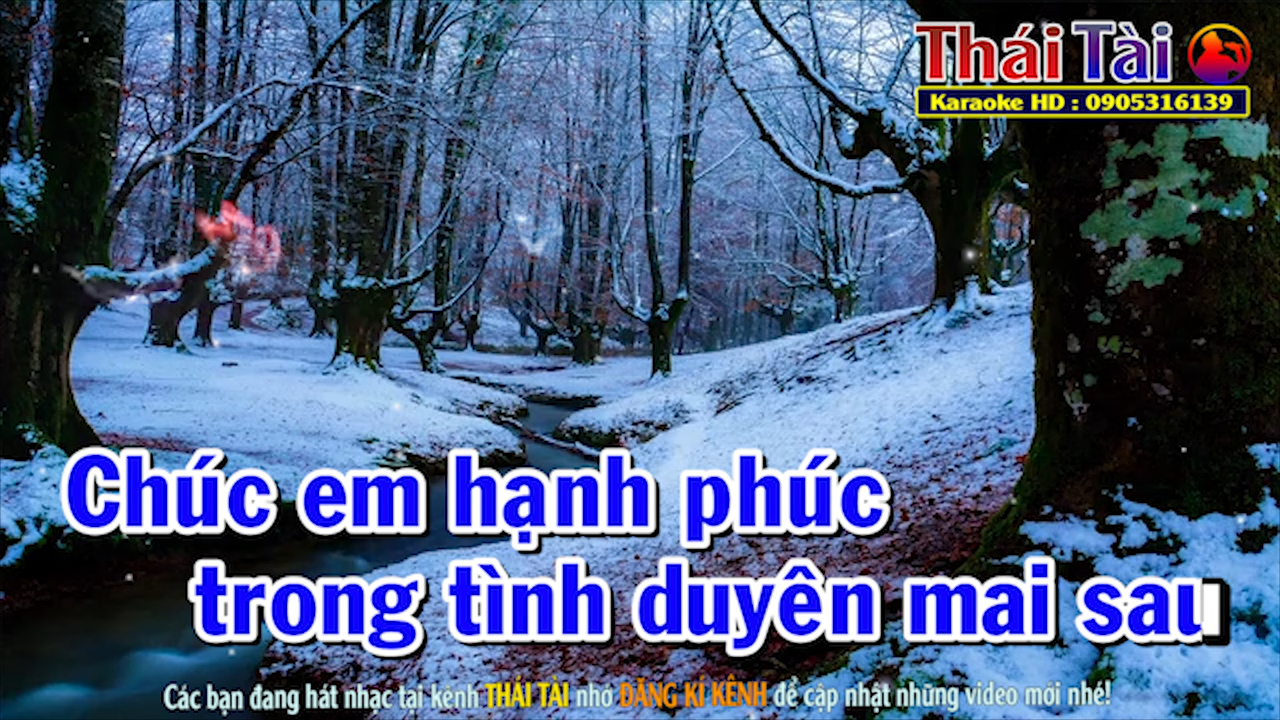 Thái Tài
Karaoke HD : 0905316139
Chúc em hạnh phúc
trong tình duyên mai sau
Các bạn đang hát nhạc tại kênh THÁI TÀI nhớ ĐĂNG KÍ KÊNH để cập nhật những video mới nhé!